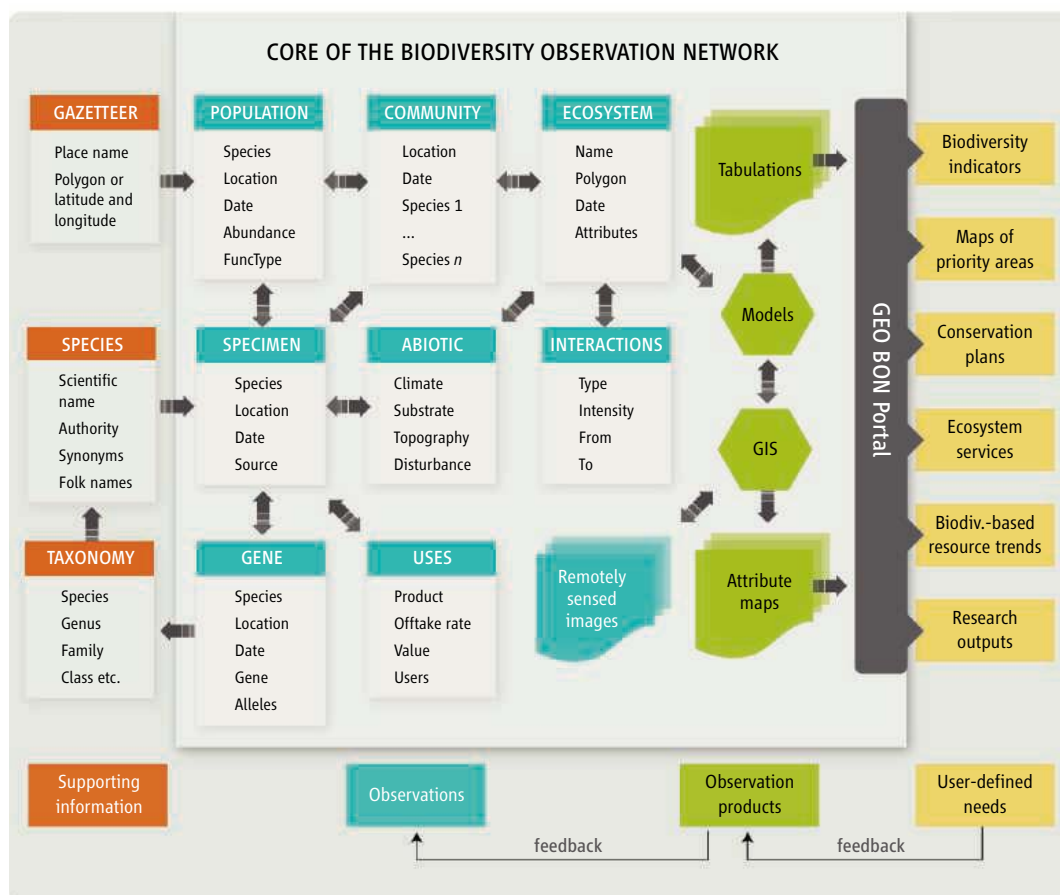 CORE OF THE BIODIVERSITY OBSERVATION NETWORK
GAZETTEER
Place name
Polygon or
latitude and
longitude
POPULATION
Species
Location
Date
Abundance
FuncType
COMMUNITY
Location
Date
Species 1
...
Species n
ECOSYSTEM
Name
Polygon
Date
Attributes
Tabulations
Models
GIS
SPECIES
Scientific
name
Authority
Synonyms
Folk names
SPECIMEN
Species
Location
Date
Source
ABIOTIC
Climate
Substrate
Topography
Disturbance
INTERACTIONS
Type
Intensity
From
To
TAXONOMY
Species
Genus
Family
Class etc.
GENE
Species
Location
Date
Gene
Alleles
USES
Product
Offtake rate
Value
Users
Remotely
sensed
images
Attribute
maps
GEO BON Portal
Biodiversity
indicators
Maps of
priority areas
Conservation
plans
Ecosystem
services
Biodiv.-based
resource trends
Research
outputs
Supporting
information
Observations
Observation
products
User-defined
needs
feedback
feedback